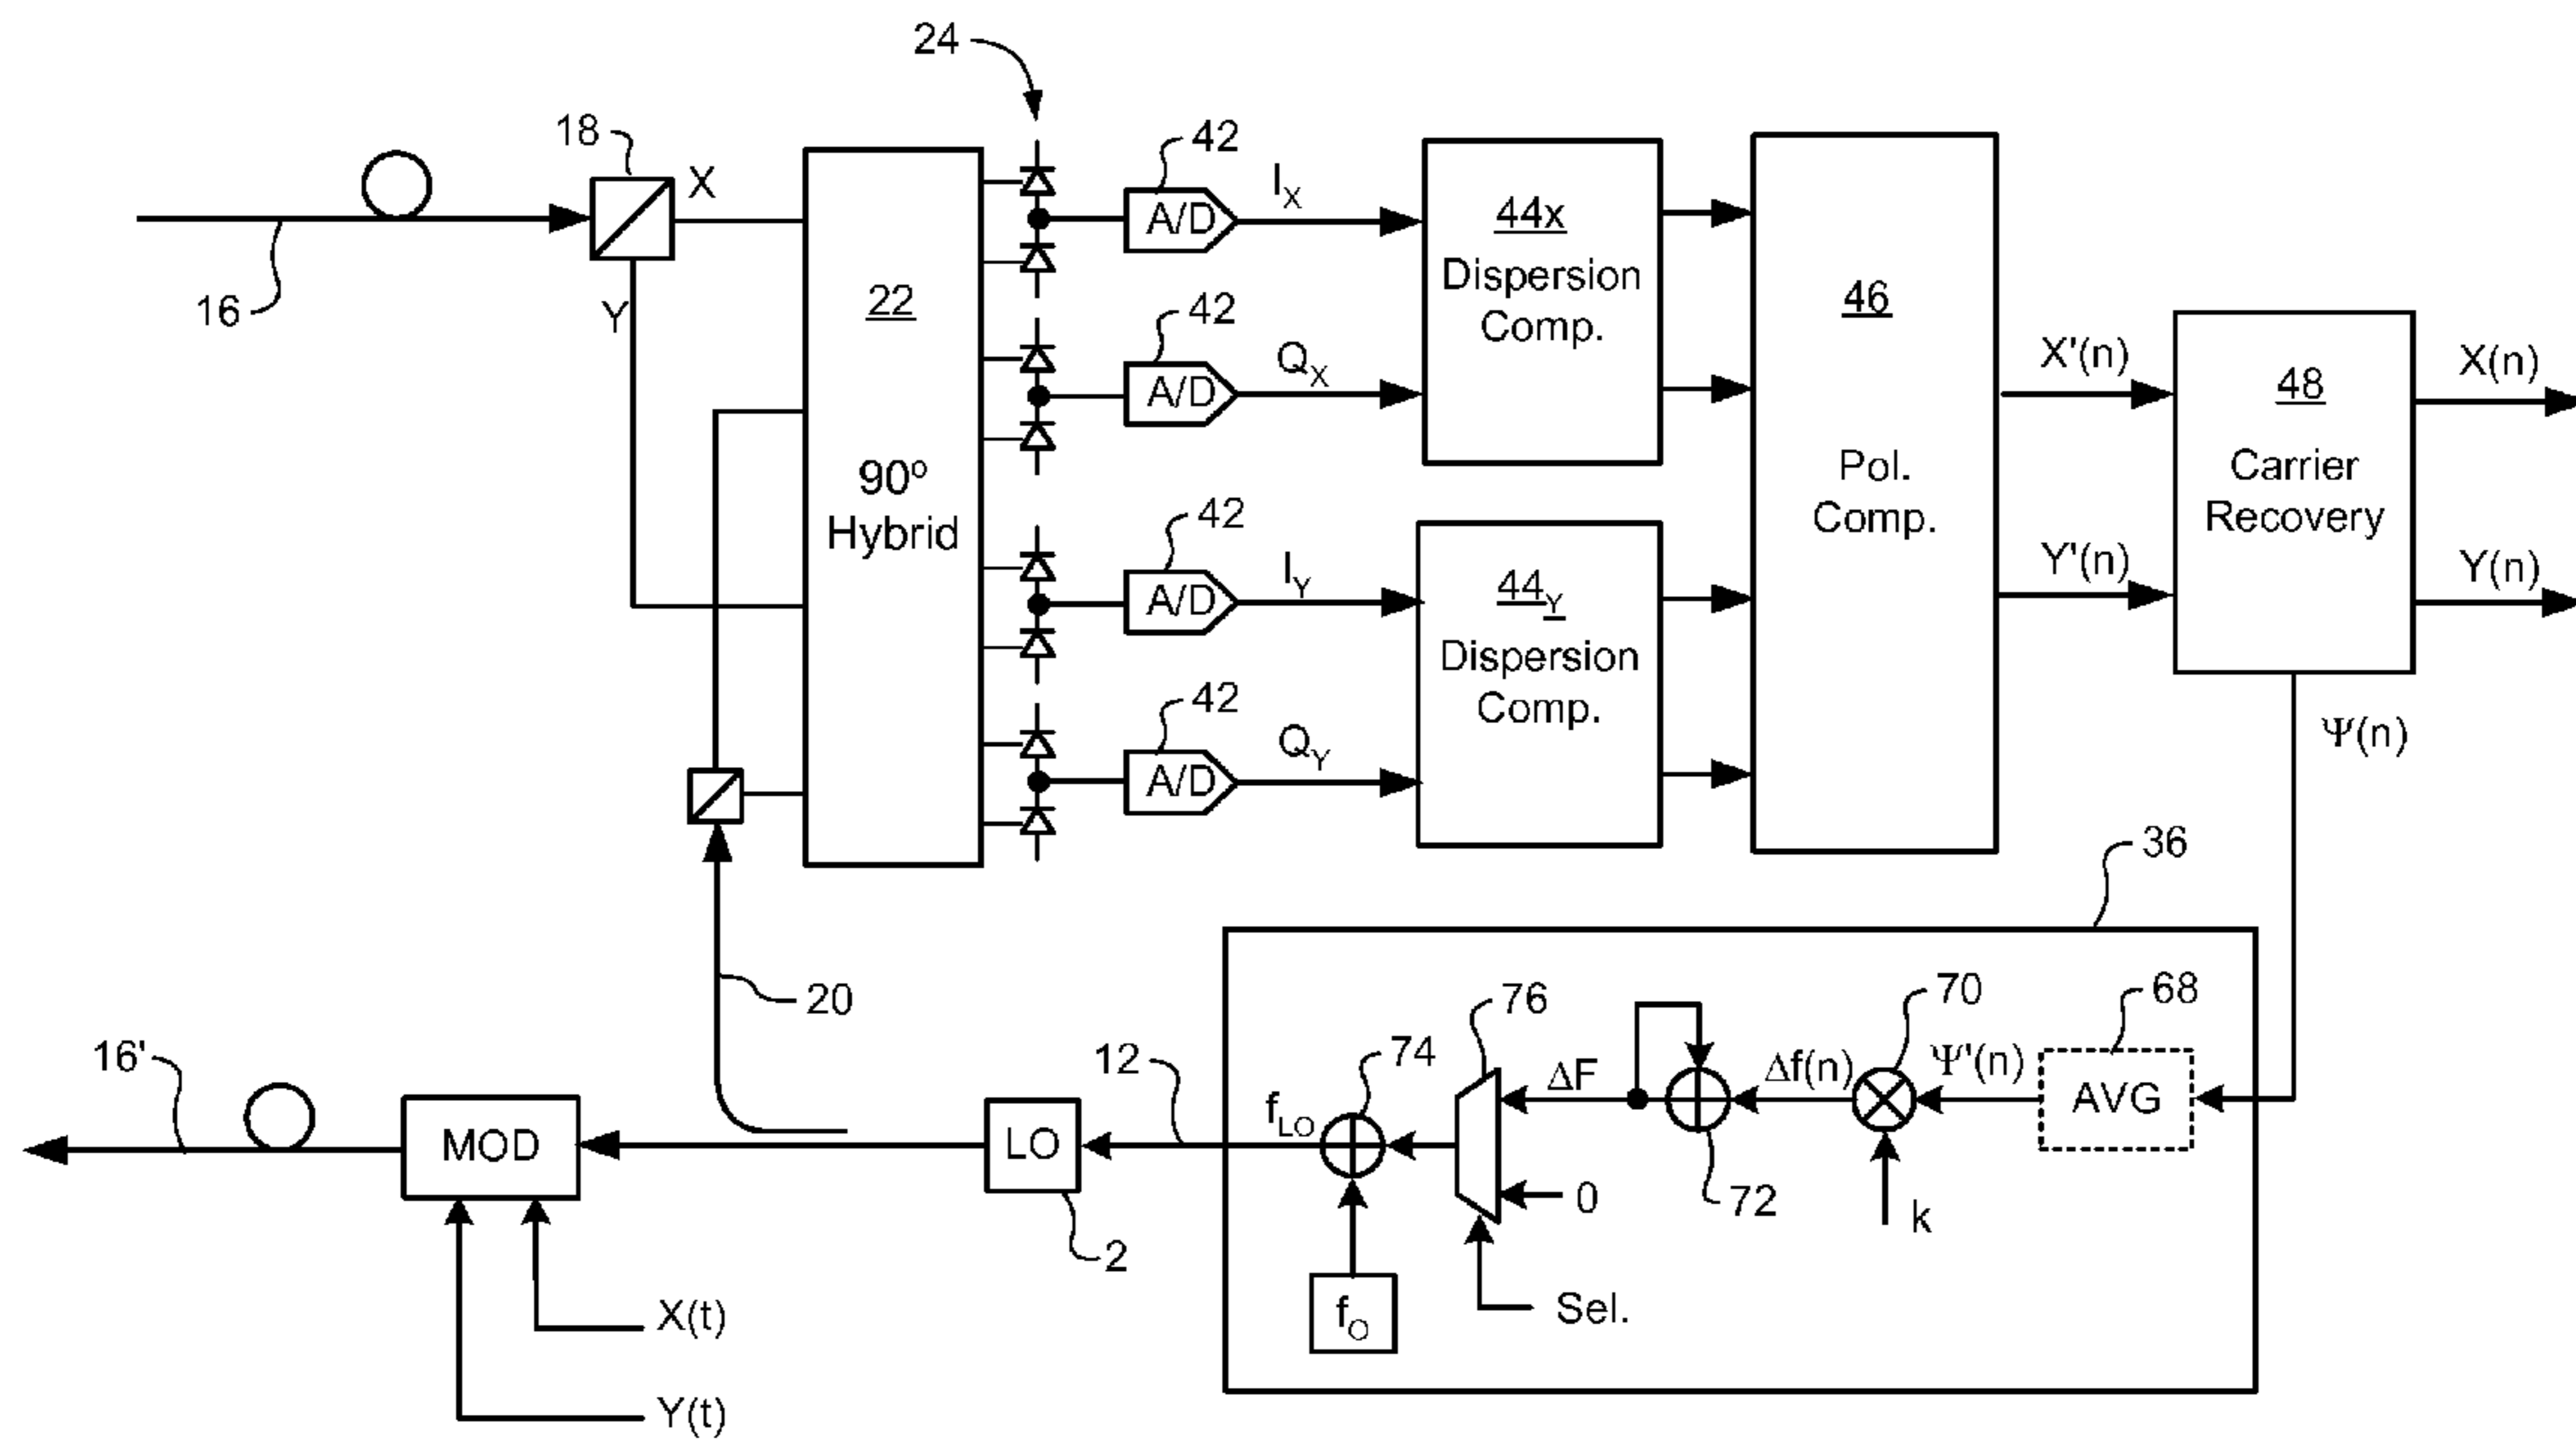 24
18
X
42
I_X
44x
Dispersion
Comp.
16
Y
22
90º
Hybrid
42
Q_X
46
Pol.
Comp.
X'(n)
48
Carrier
Recovery
X(n)
Y'(n)
Y(n)
A/D
A/D
42
I_Y
A/D
44_Y
Dispersion
Comp.
42
Q_Y
A/D
Ψ(n)
36
20
76
70
68
16'
12
74
ΔF
Δf(n)
Ψ'(n)
AVG
MOD
LO
f_LO
0
72
k
2
X(t)
f_O
Sel.
Y(t)